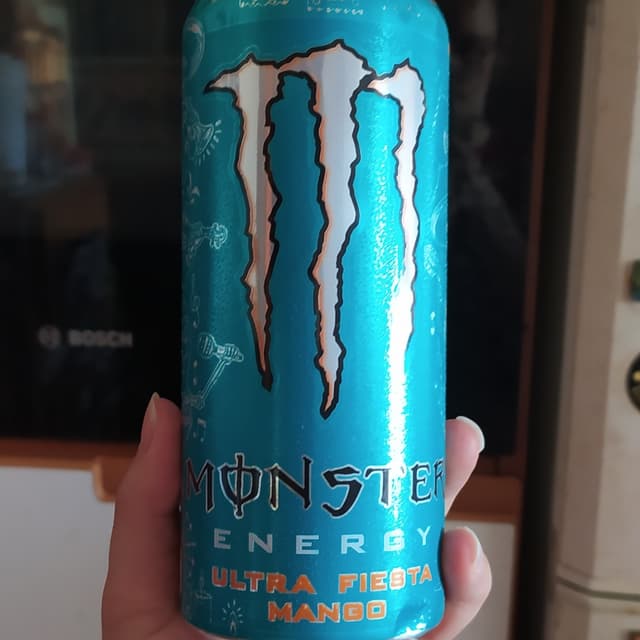 BOSCH
MONSTER
ENERGY
ULTRA FIESTA
MANGO